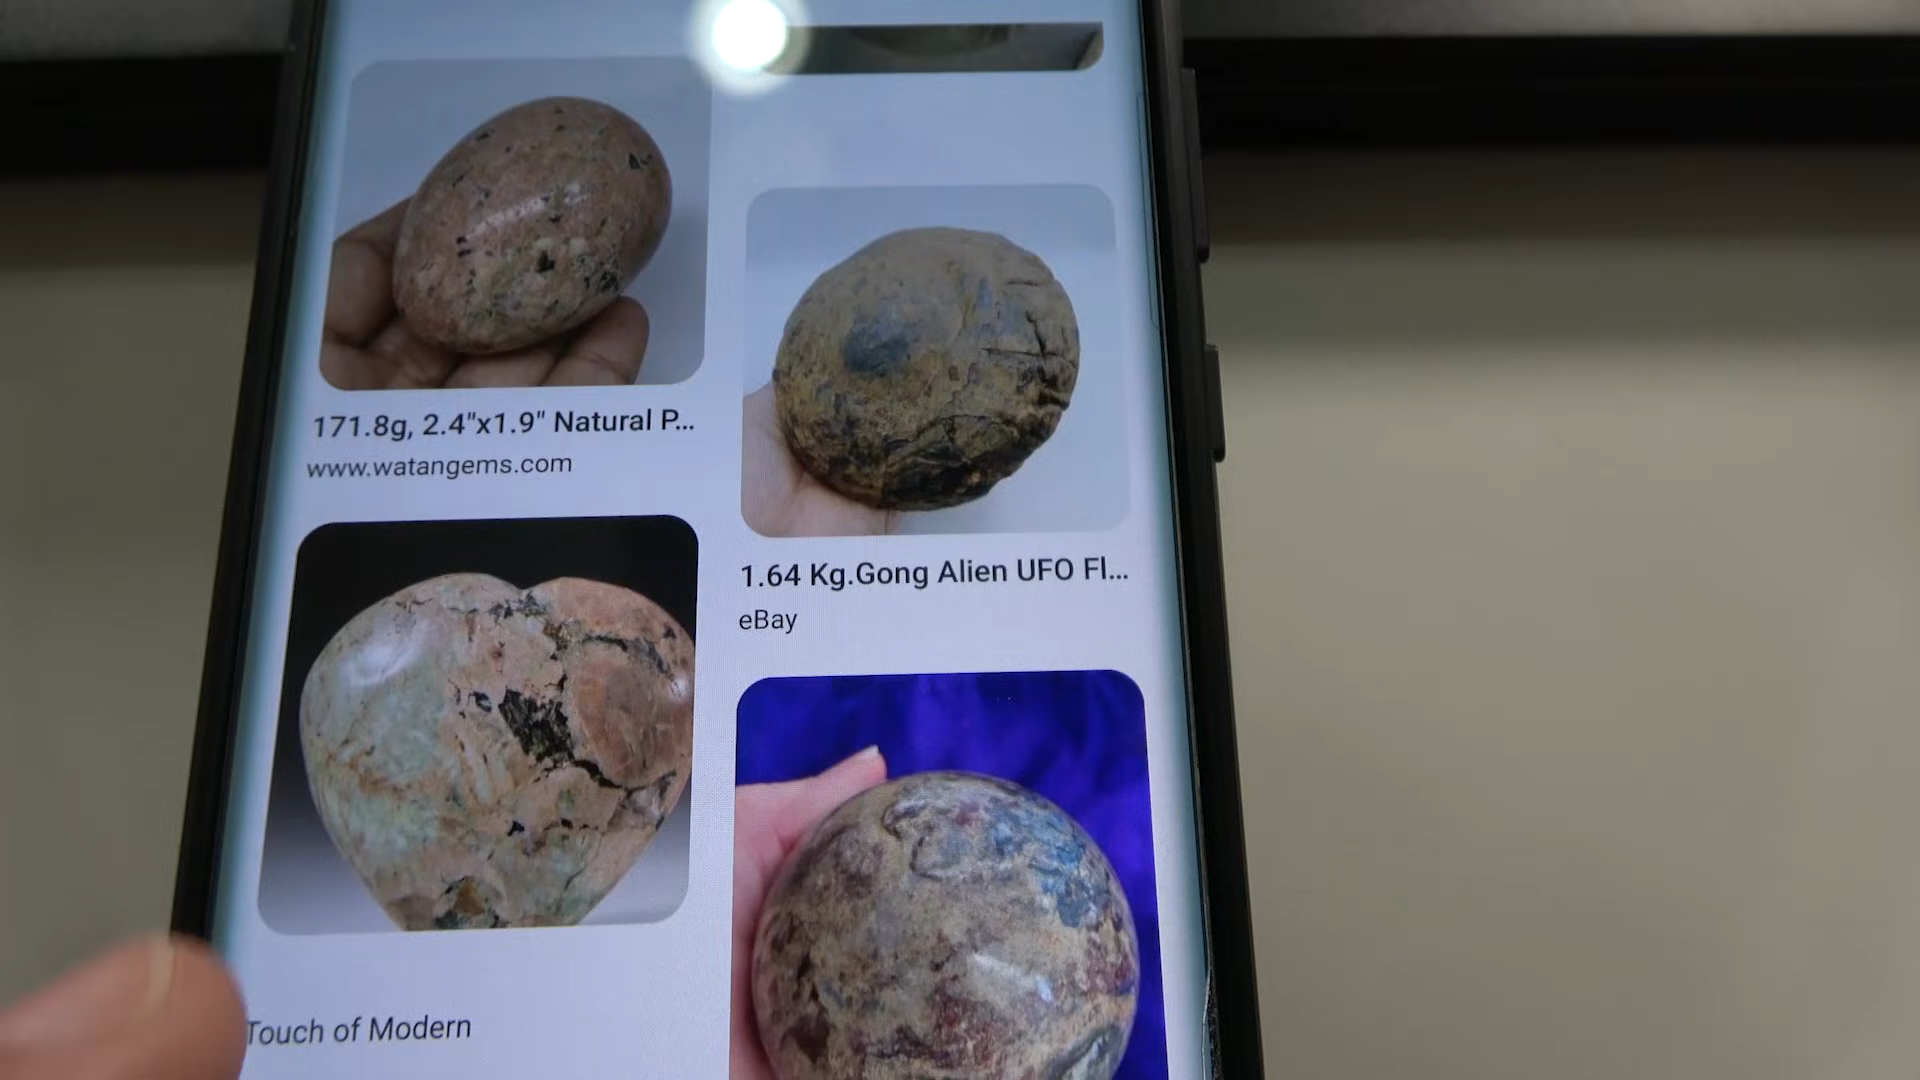 171.8g, 2.4"x1.9" Natural P...
www.watangems.com
1.64 Kg.Gong Alien UFO Fl...
eBay
Touch of Modern